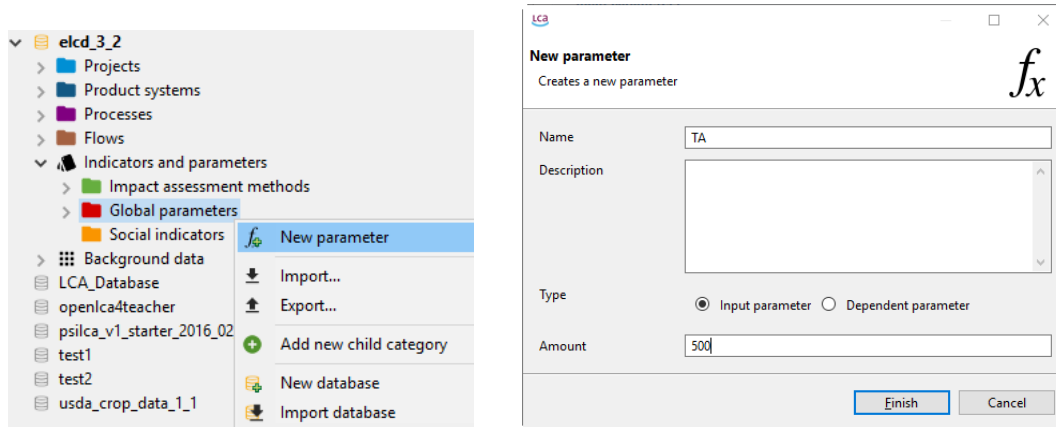 elcd_3_2
Projects
Product systems
Processes
Flows
Indicators and parameters
Impact assessment methods
Global parameters
Social indicators
Background data
LCA_Database
openlca4teacher
psilca_v1_starter_2016_02
test1
test2
usda_crop_data_1_1
New parameter
Import...
Export...
Add new child category
New database
Import database
LCA
New parameter
Creates a new parameter
fx
Name
TA
Description
Type
Input parameter
Dependent parameter
Amount
500
Finish
Cancel